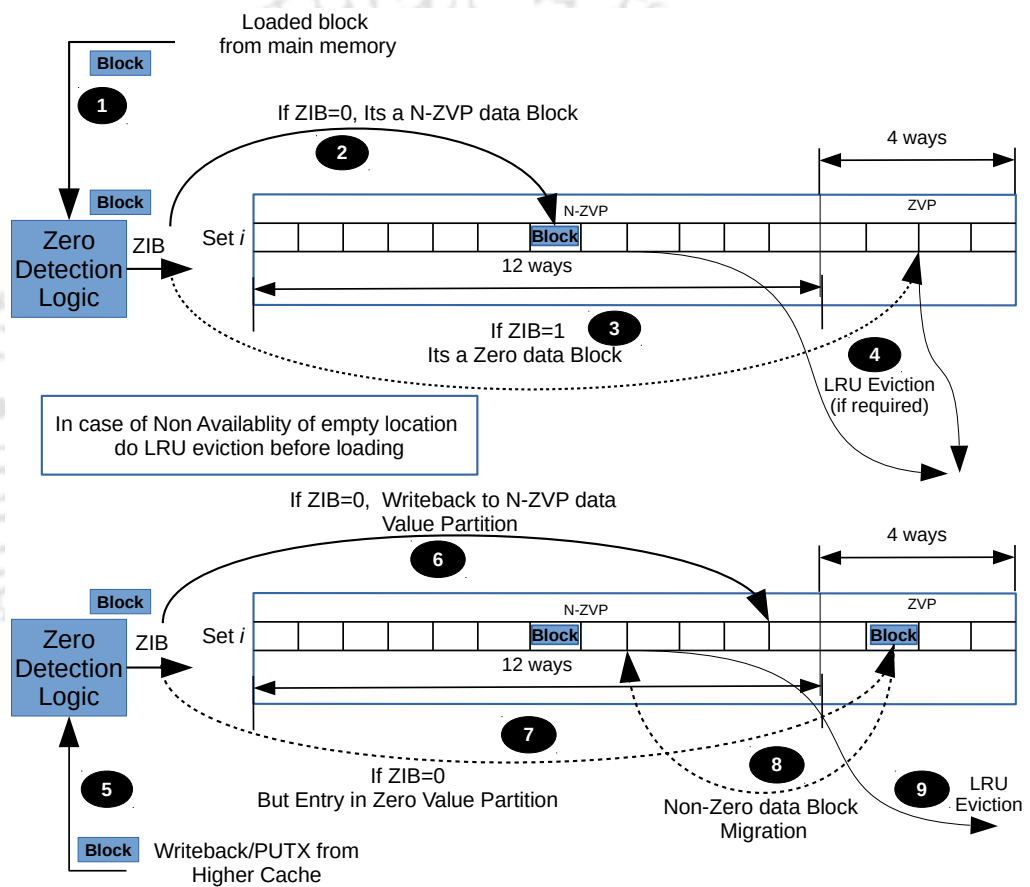 Loaded block
from main memory
Block
1
If ZIB=0, Its a N-ZVP data Block
2
4 ways
Block
N-ZVP
ZVP
Zero
Detection
Logic
ZIB
Set i
Block
12 ways
If ZIB=1
3
Its a Zero data Block
4
LRU Eviction
(if required)
In case of Non Availablity of empty location
do LRU eviction before loading
If ZIB=0, Writeback to N-ZVP data
Value Partition
6
4 ways
Block
N-ZVP
ZVP
Zero
Detection
Logic
ZIB
Set i
Block
Block
12 ways
7
If ZIB=0
But Entry in Zero Value Partition
8
Non-Zero data Block
Migration
9
LRU
Eviction
5
Block
Writeback/PUTX from
Higher Cache